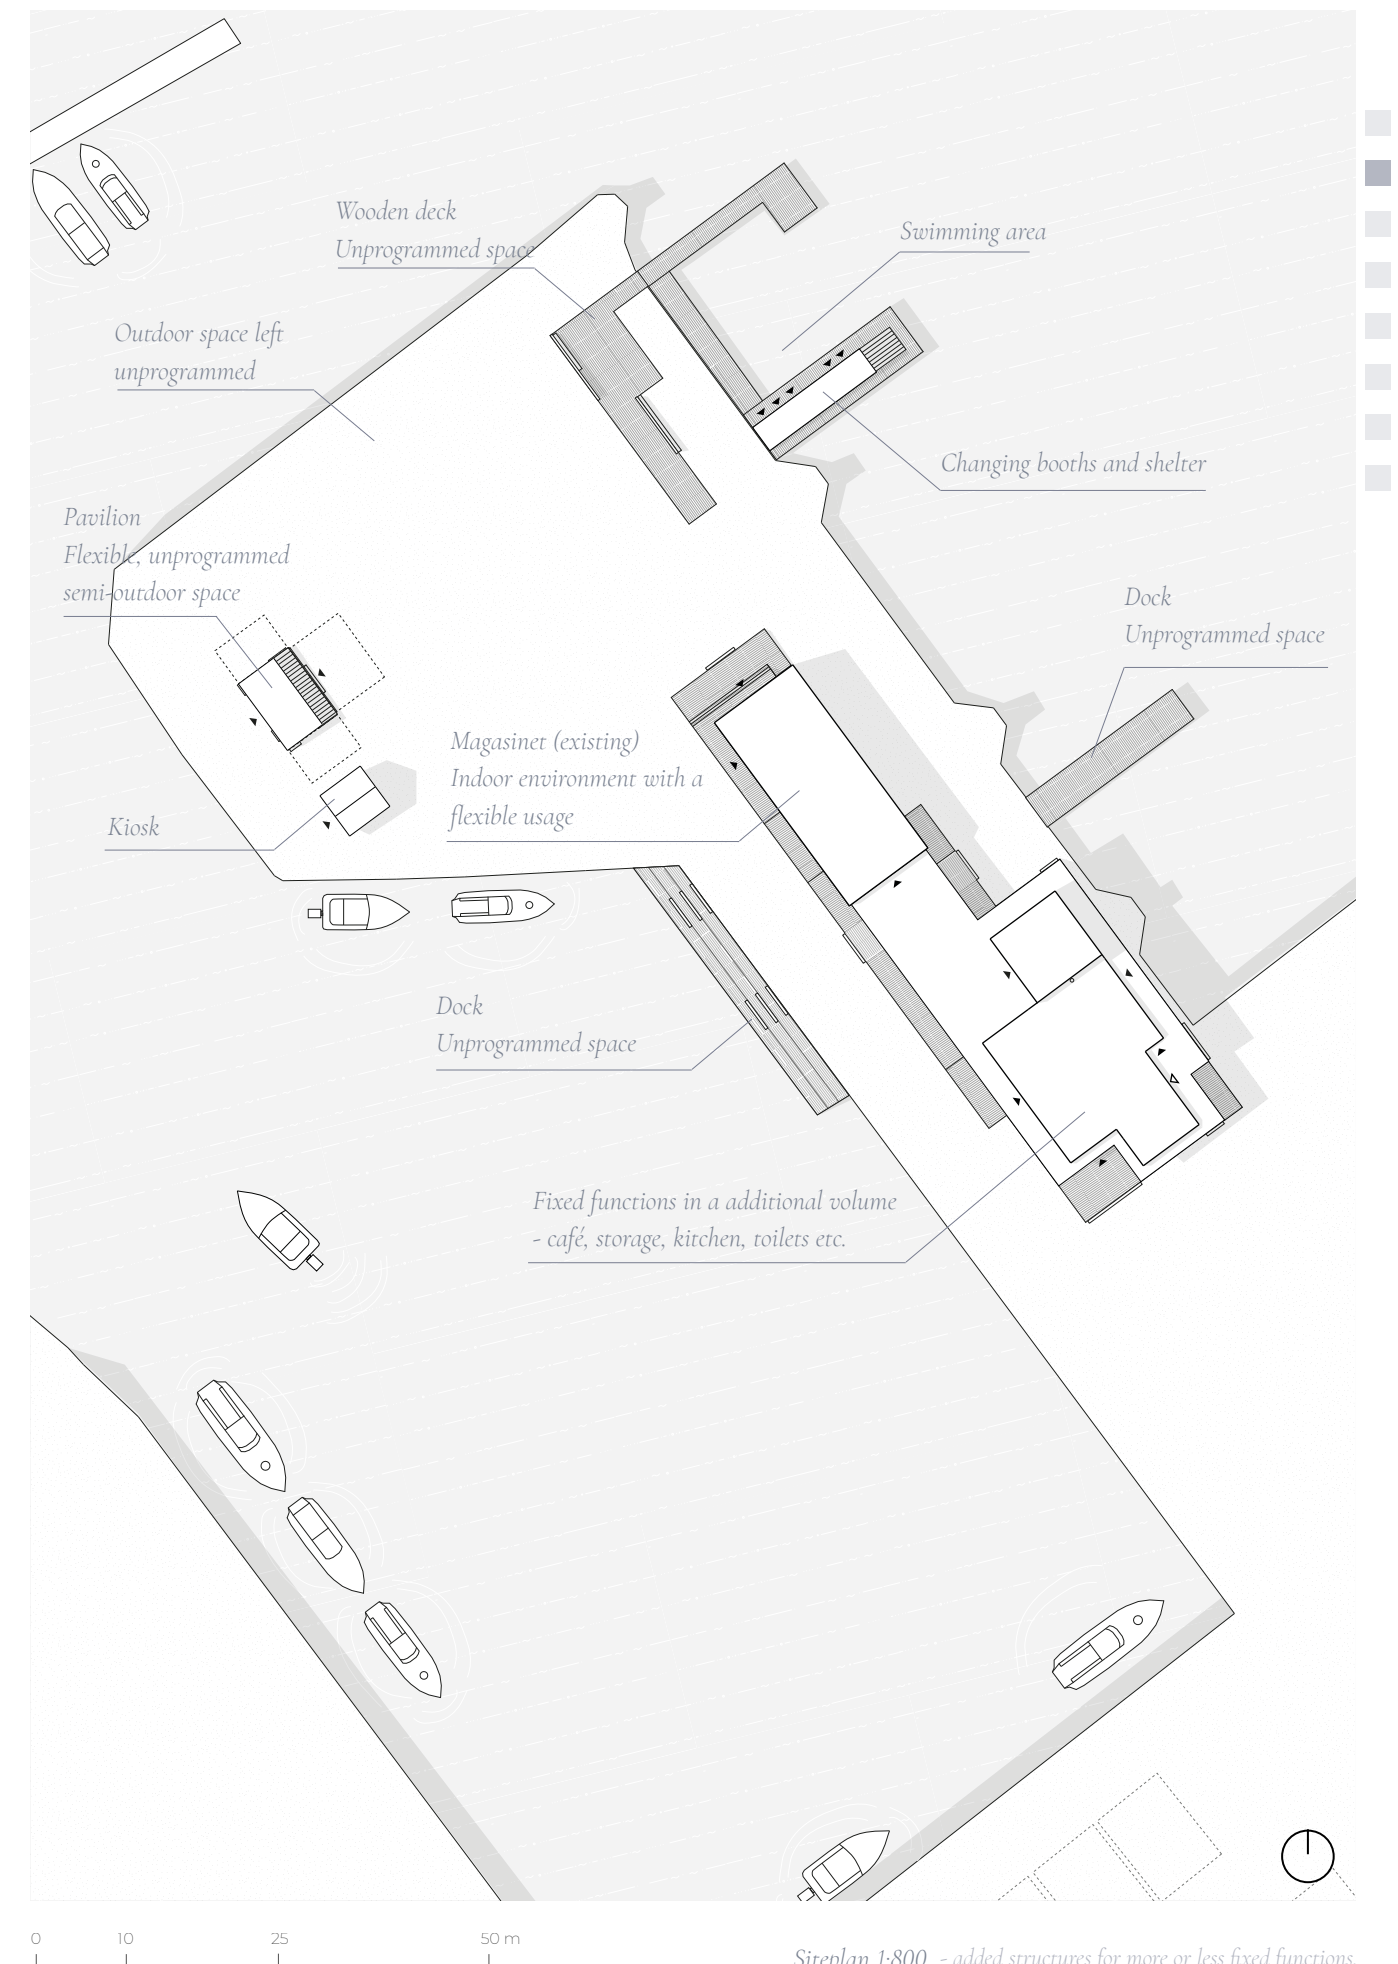 Wooden deck
Unprogrammed space
Swimming area
Outdoor space left
unprogrammed
Changing booths and shelter
Pavilion
Flexible, unprogrammed
semi-outdoor space
Dock
Unprogrammed space
Magasinet (existing)
Indoor environment with a
flexible usage
Kiosk
Dock
Unprogrammed space
Fixed functions in a additional volume
- café, storage, kitchen, toilets etc.
0 10 25 50 m
Siteplan 1:800 - added structures for more or less fixed functions.